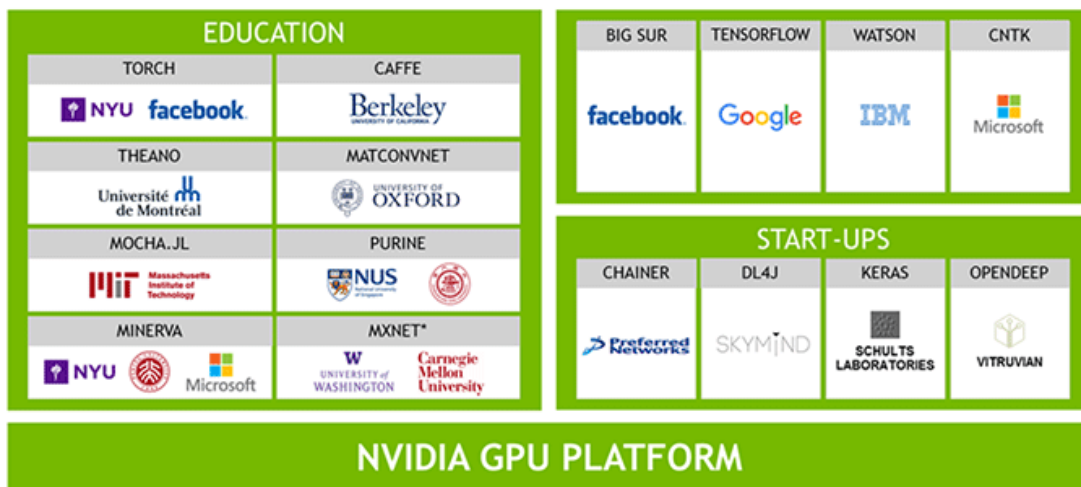 EDUCATION
TORCH
CAFFE
NYU facebook
Berkeley
UNIVERSITY OF CALIFORNIA
THEANO
MATCONVNET
Université
de Montréal
UNIVERSITY OF
OXFORD
MOCHA.JL
PURINE
MIT
Massachusetts
Institute of
Technology
NUS
National University
of Singapore
MINERVA
MXNET*
NYU
Microsoft
W
UNIVERSITY of
WASHINGTON
Carnegie
Mellon
University
BIG SUR
TENSORFLOW
WATSON
CNTK
facebook
Google
IBM
Microsoft
START-UPS
CHAINER
DL4J
KERAS
OPENDEEP
Preferred
Networks
SKYMIND
SCHULTS
LABORATORIES
VITRUVIAN
NVIDIA GPU PLATFORM